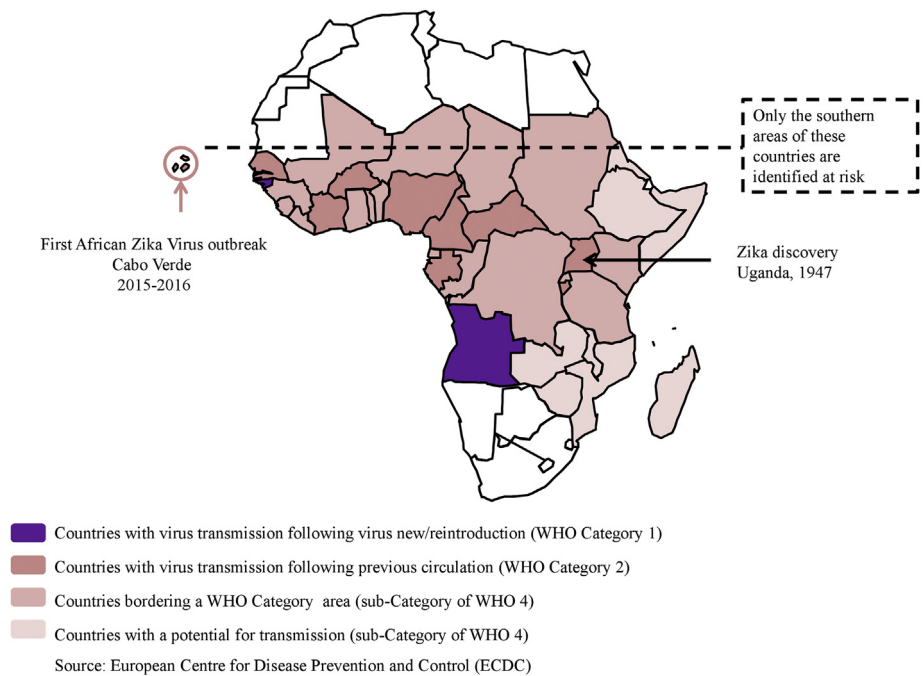 Only the southern
areas of these
countries are
identified at risk
First African Zika Virus outbreak
Cabo Verde
2015-2016
Zika discovery
Uganda, 1947
Countries with virus transmission following virus new/reintroduction (WHO Category 1)
Countries with virus transmission following previous circulation (WHO Category 2)
Countries bordering a WHO Category area (sub-Category of WHO 4)
Countries with a potential for transmission (sub-Category of WHO 4)
Source: European Centre for Disease Prevention and Control (ECDC)